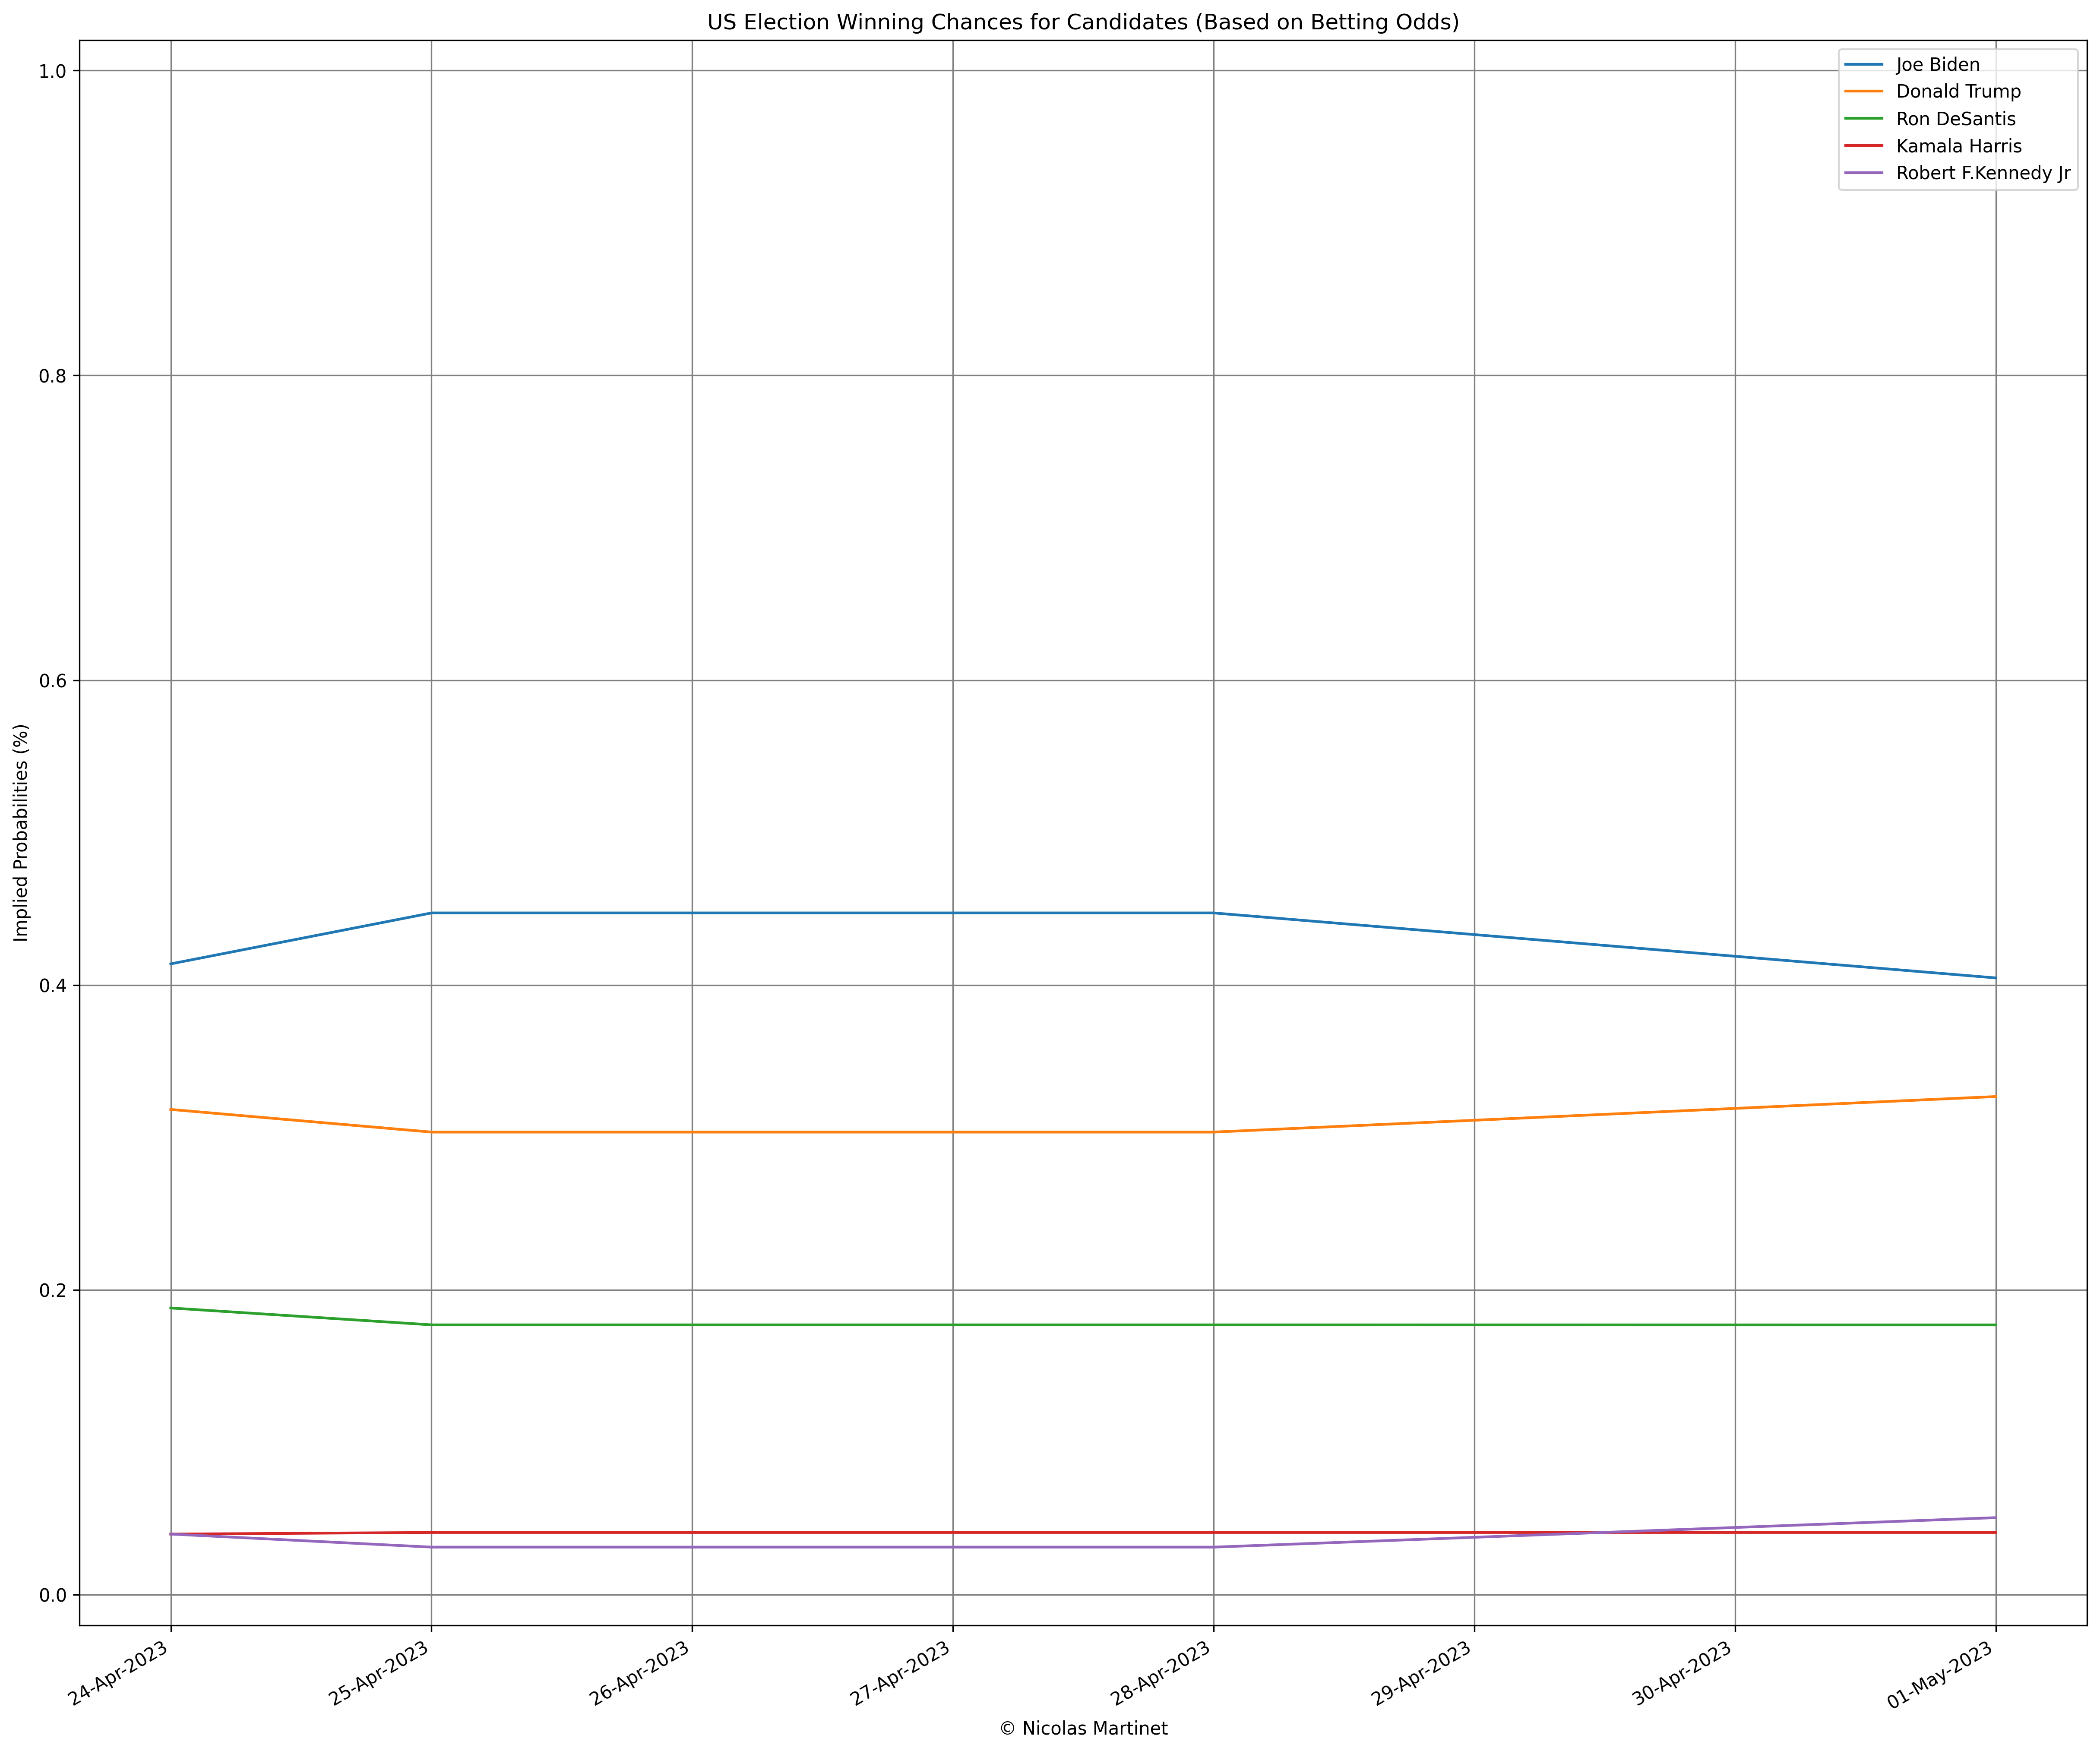 US Election Winning Chances for Candidates (Based on Betting Odds)
Joe Biden
Donald Trump
Ron DeSantis
Kamala Harris
Robert F.Kennedy Jr
Implied Probabilities (%)
1.0
0.8
0.6
0.4
0.2
0.0
24-Apr-2023
25-Apr-2023
26-Apr-2023
27-Apr-2023
28-Apr-2023
29-Apr-2023
30-Apr-2023
01-May-2023
© Nicolas Martinet